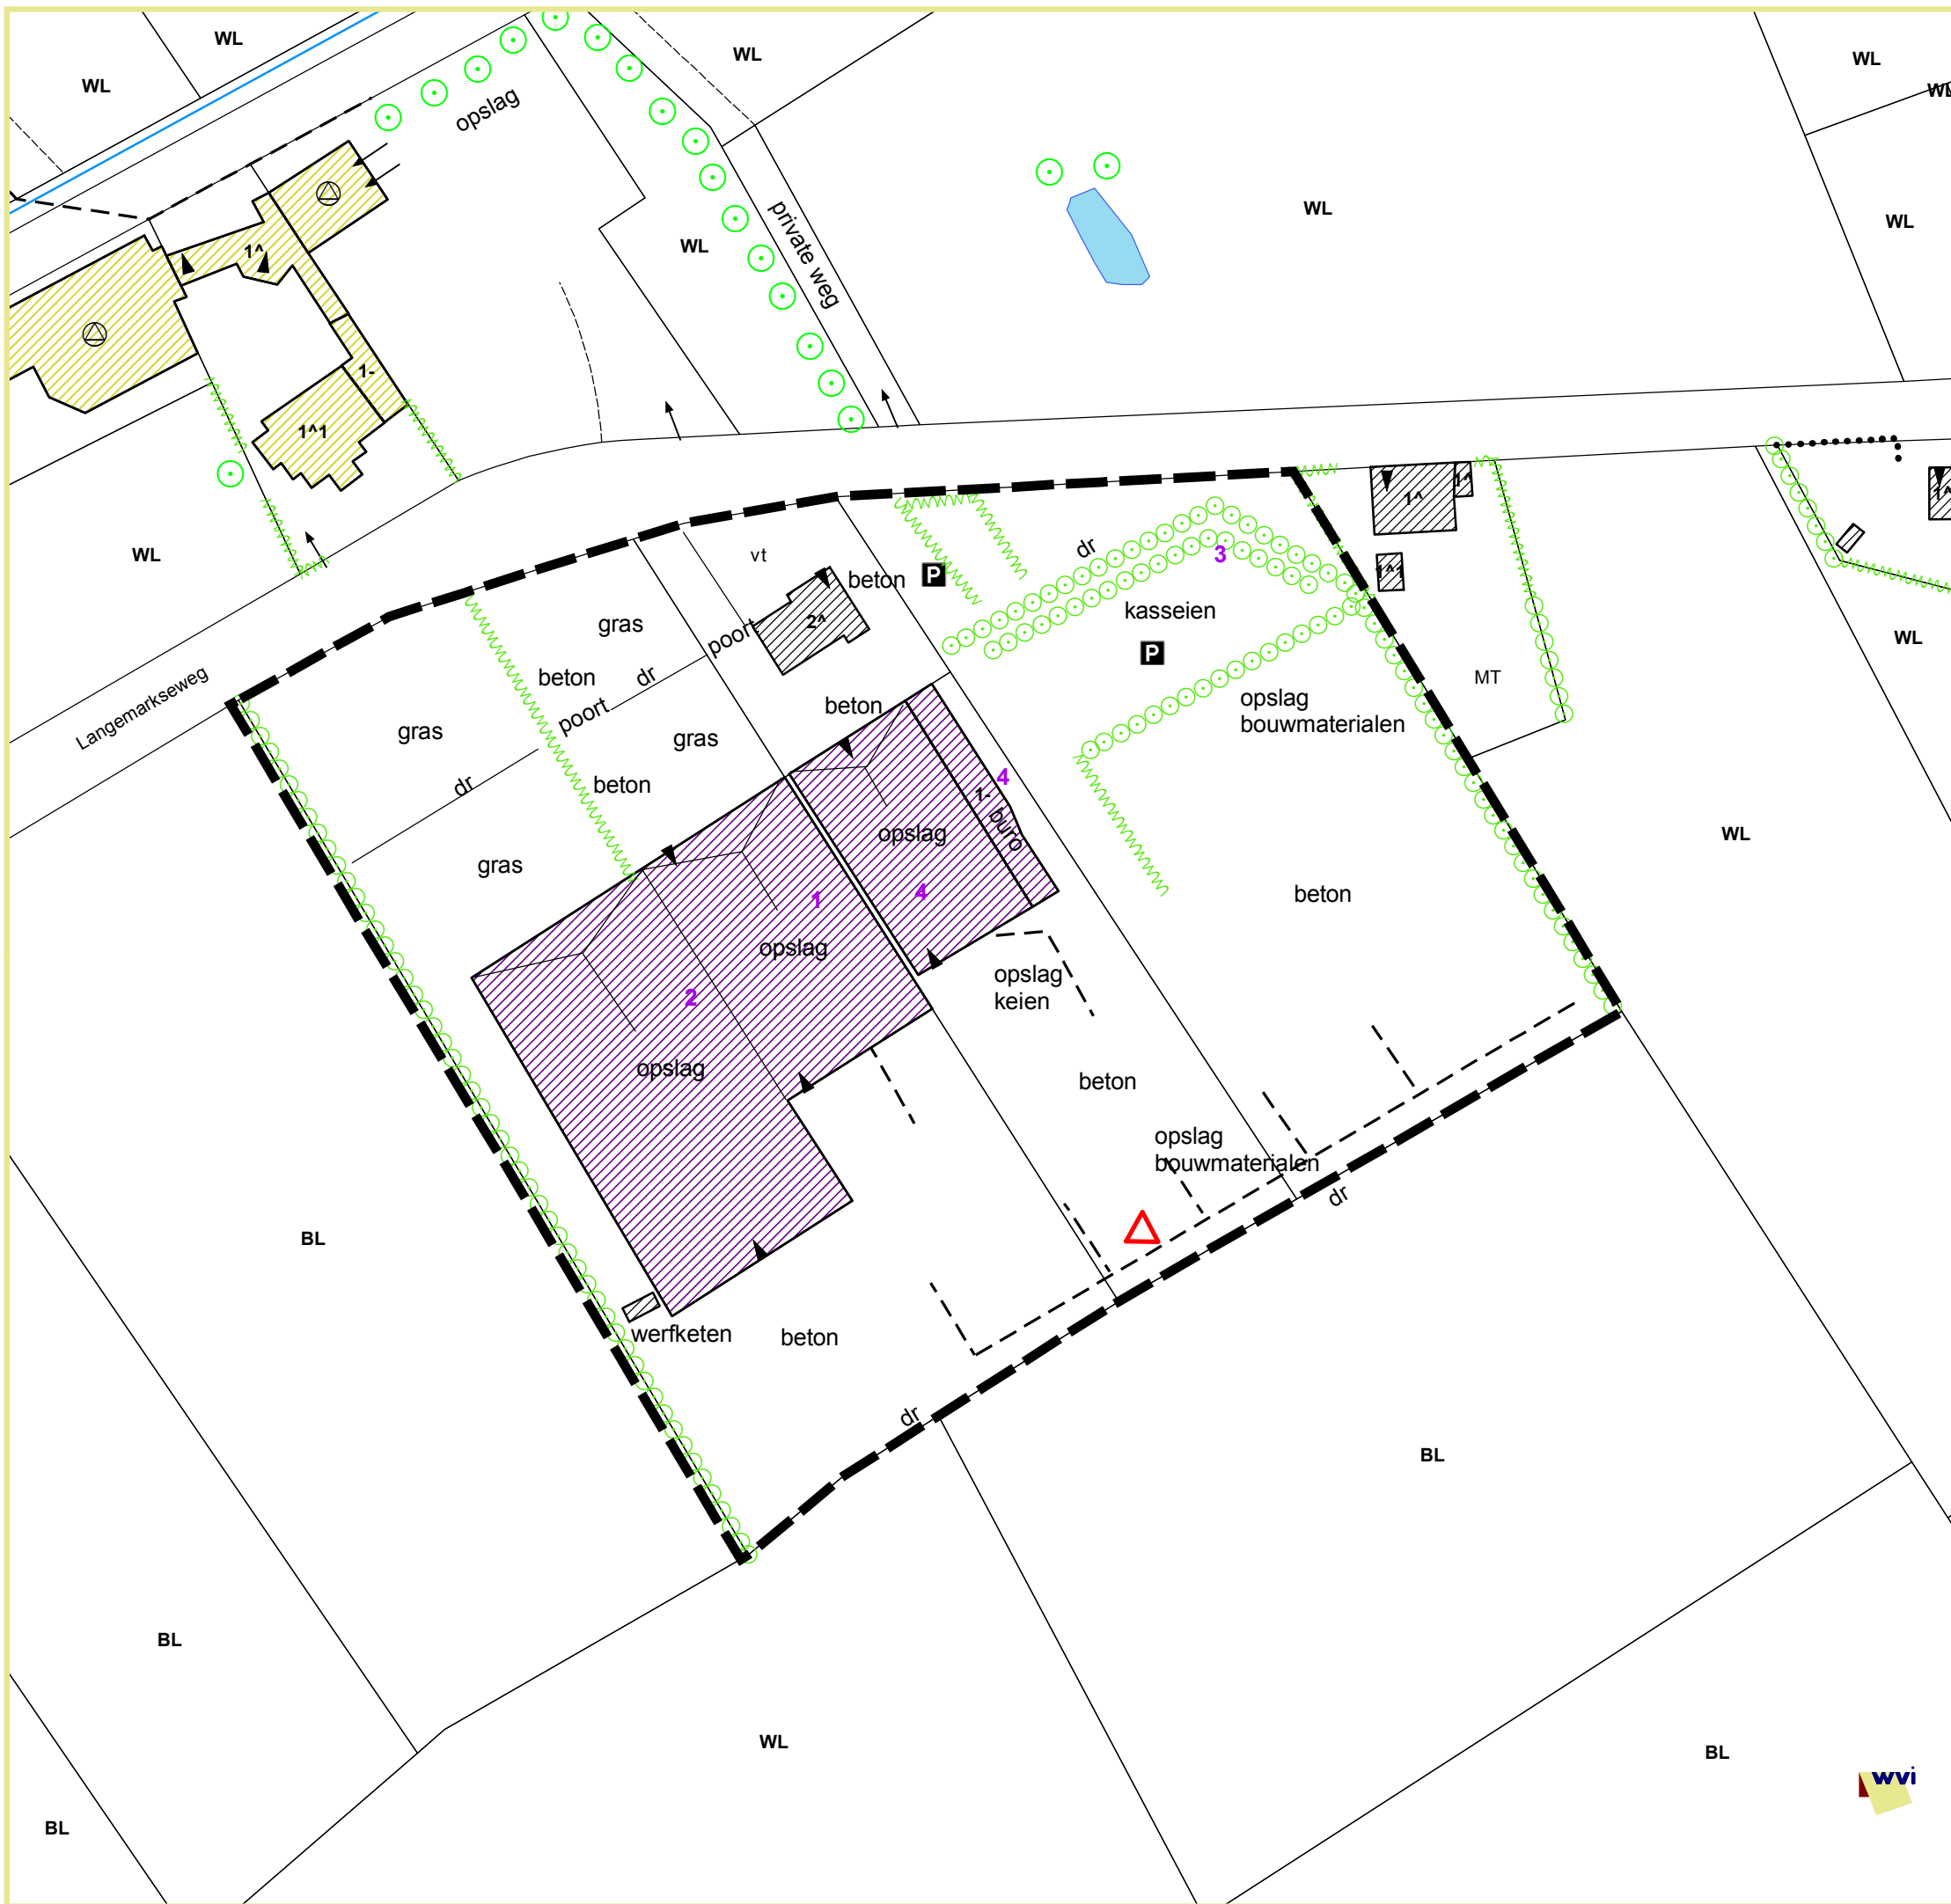 WL
WL
WL
WL
WL
opslag
WL
WL
WL
private weg
1^
1-
1^1
WL
1^
1^
1^
1^1
vt
beton
P
dr
3
kasseien
P
gras
poort
2^
WL
beton
dr
MT
Langemarkseweg
poort
beton
opslag
bouwmaterialen
gras
gras
dr
beton
4
1-
buro
opslag
WL
gras
1
4
beton
opslag
2
opslag
keien
opslag
beton
opslag
bouwmaterialen
dr
BL
werfketen
beton
dr
BL
BL
WL
BL
wvi
BL